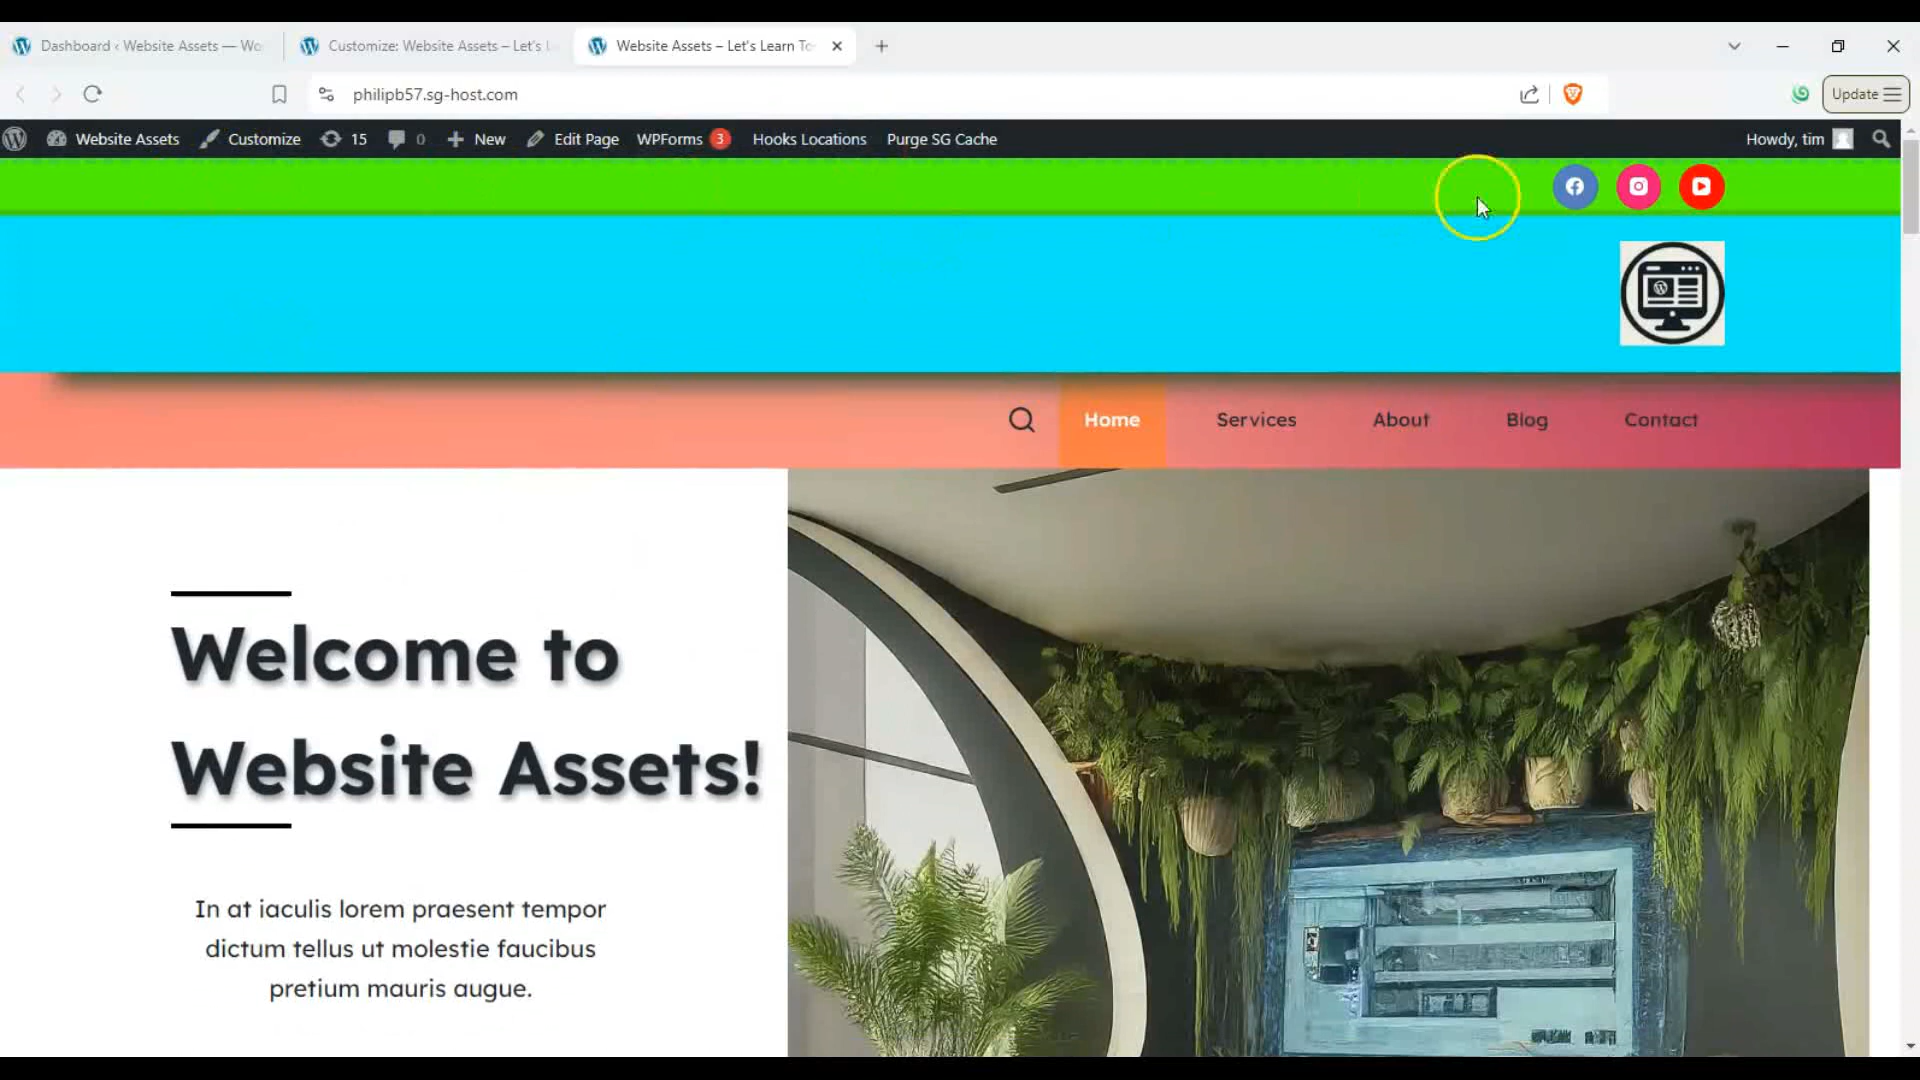 Dashboard ‹ Website Assets — Wo
Customize: Website Assets – Let's L
Website Assets – Let's Learn To
philipb57.sg-host.com
Update
Website Assets
Customize
15
0
New
Edit Page
WPForms 3
Hooks Locations
Purge SG Cache
Howdy, tim
Home
Services
About
Blog
Contact
Welcome to
Website Assets!
In at iaculis lorem praesent tempor
dictum tellus ut molestie faucibus
pretium mauris augue.